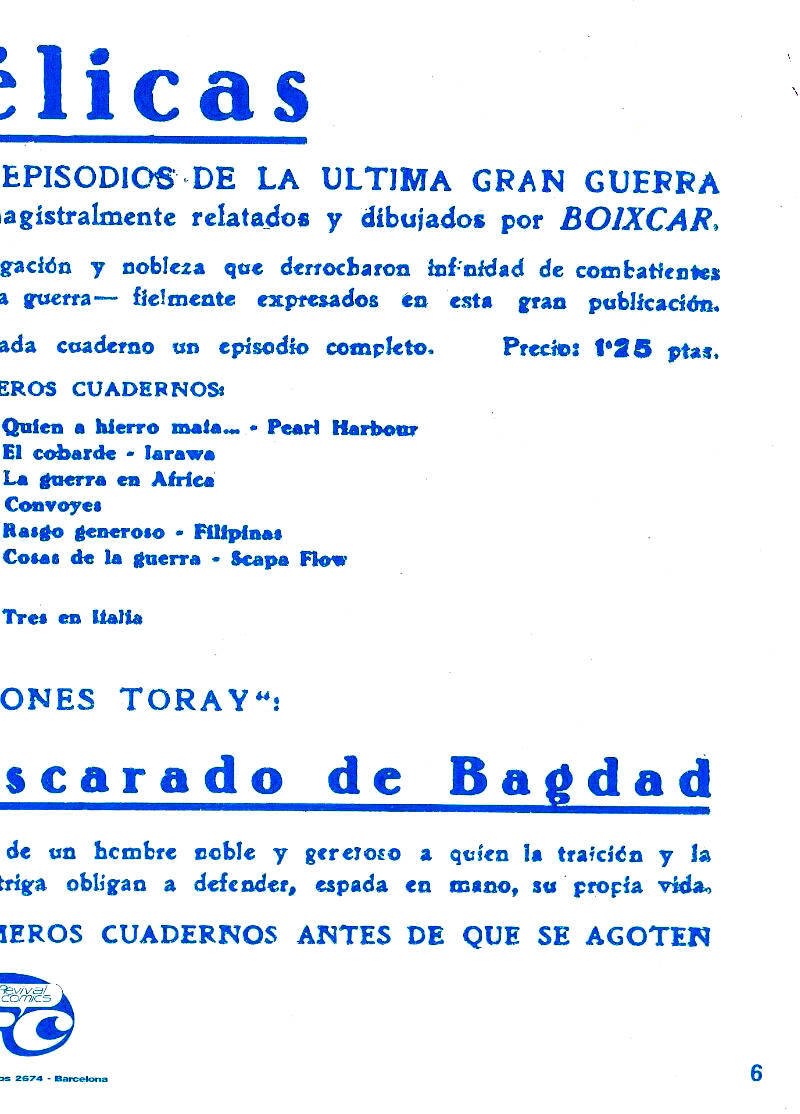 élicas
EPISODIOS DE LA ULTIMA GRAN GUERRA
magistralmente relatados y dibujados por BOIXCAR,
gación y nobleza que derrocharon infinidad de combatientes
a guerra— fielmente expresados en esta gran publicación.
ada cuaderno un episodio completo. Precio: 1'25 ptas.
EROS CUADERNOS:
Quien a hierro mata... - Pearl Harbour
El cobarde - Tarawa
La guerra en Africa
Convoyes
Rasgo generoso - Filipinas
Cosas de la guerra - Scapa Flow
Tres en Italia
ONES TORAY“:
scarado de Bagdad
de un hombre noble y generoso a quien la traición y la
triga obligan a defender, espada en mano, su propia vida.
MEROS CUADERNOS ANTES DE QUE SE AGOTEN
Revival
comics
RC
os 2674 - Barcelona
6